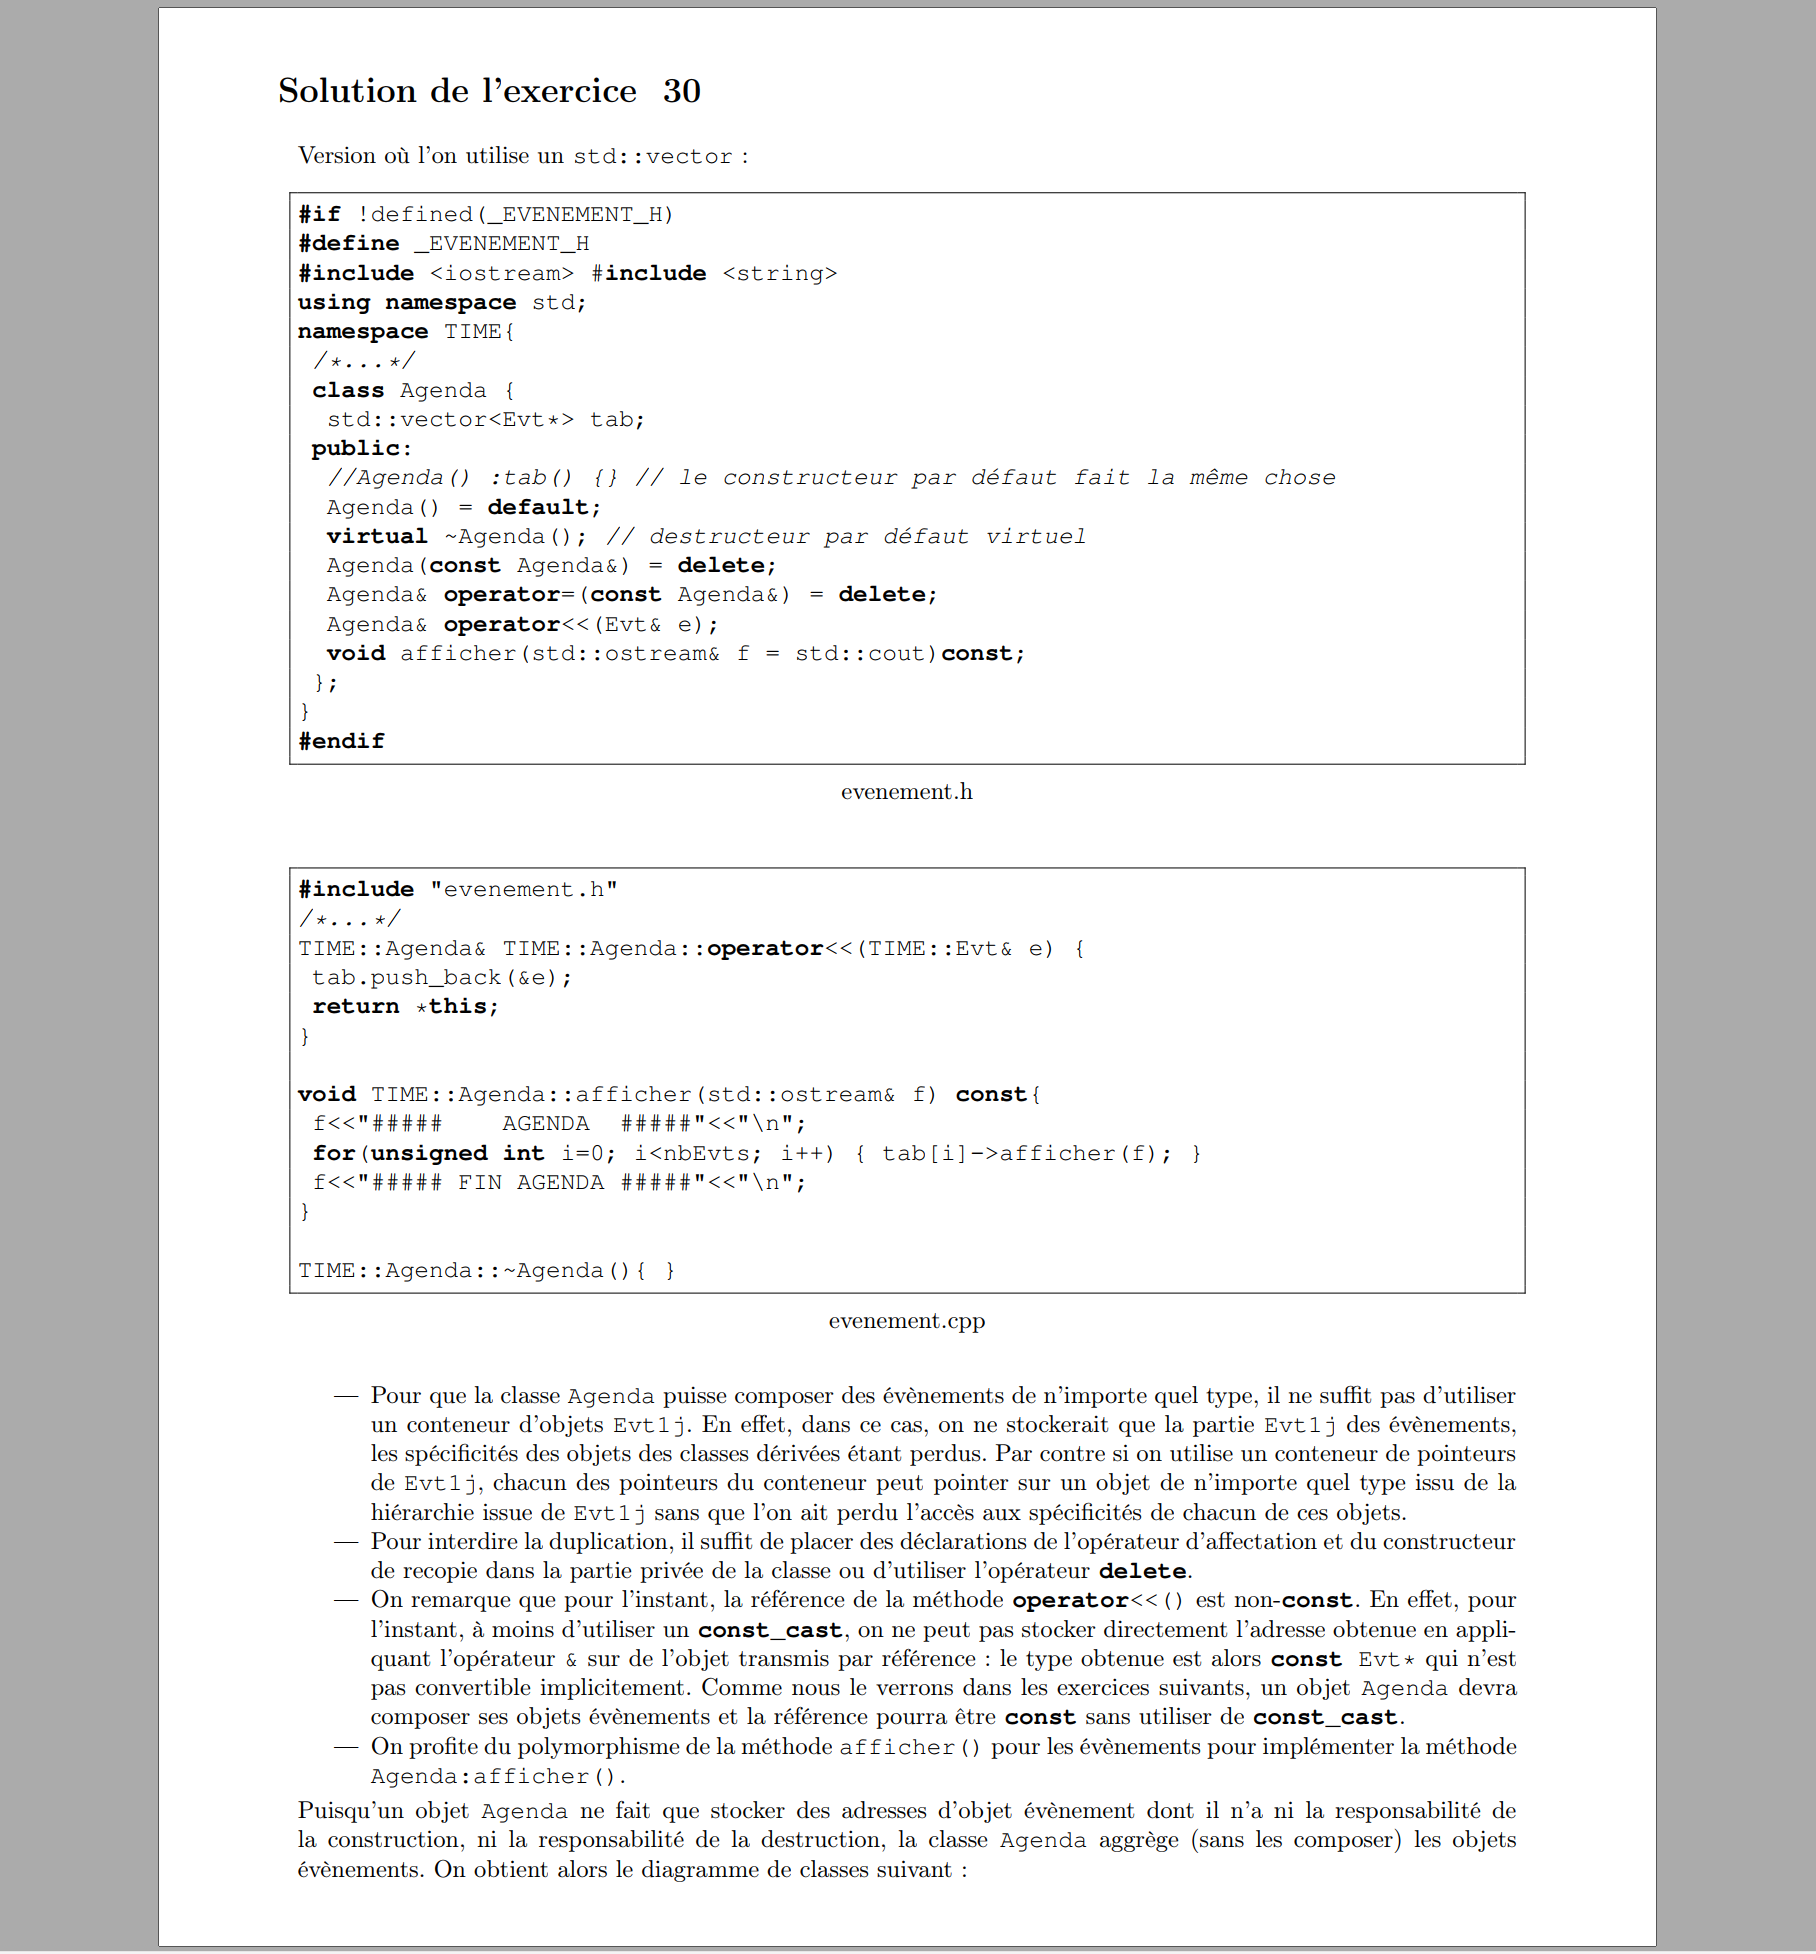 Solution de l'exercice 30
Version où l'on utilise un std::vector :
#if !defined(_EVENEMENT_H)
#define _EVENEMENT_H
#include <iostream> #include <string>
using namespace std;
namespace TIME{
/*...*/
class Agenda {
std::vector<Evt*> tab;
public:
//Agenda() :tab() {} // le constructeur par défaut fait la même chose
Agenda() = default;
virtual ~Agenda(); // destructeur par défaut virtuel
Agenda(const Agenda&) = delete;
Agenda& operator=(const Agenda&) = delete;
Agenda& operator<<(Evt& e);
void afficher(std::ostream& f = std::cout)const;
};
}
#endif
evenement.h
#include "evenement.h"
/*...*/
TIME::Agenda& TIME::Agenda::operator<<(TIME::Evt& e) {
tab.push_back(&e);
return *this;
}
void TIME::Agenda::afficher(std::ostream& f) const{
f<<"#####    AGENDA  #####"<<"\n";
for(unsigned int i=0; i<nbEvts; i++) { tab[i]->afficher(f); }
f<<"##### FIN AGENDA #####"<<"\n";
}
TIME::Agenda::~Agenda(){ }
evenement.cpp
— Pour que la classe Agenda puisse composer des évènements de n'importe quel type, il ne suffit pas d'utiliser
un conteneur d'objets Evt1j. En effet, dans ce cas, on ne stockerait que la partie Evt1j des évènements,
les spécificités des objets des classes dérivées étant perdus. Par contre si on utilise un conteneur de pointeurs
de Evt1j, chacun des pointeurs du conteneur peut pointer sur un objet de n'importe quel type issu de la
hiérarchie issue de Evt1j sans que l'on ait perdu l'accès aux spécificités de chacun de ces objets.
— Pour interdire la duplication, il suffit de placer des déclarations de l'opérateur d'affectation et du constructeur
de recopie dans la partie privée de la classe ou d'utiliser l'opérateur delete.
— On remarque que pour l'instant, la référence de la méthode operator<<() est non-const. En effet, pour
l'instant, à moins d'utiliser un const_cast, on ne peut pas stocker directement l'adresse obtenue en appli-
quant l'opérateur & sur de l'objet transmis par référence : le type obtenue est alors const Evt* qui n'est
pas convertible implicitement. Comme nous le verrons dans les exercices suivants, un objet Agenda devra
composer ses objets évènements et la référence pourra être const sans utiliser de const_cast.
— On profite du polymorphisme de la méthode afficher() pour les évènements pour implémenter la méthode
Agenda:afficher().
Puisqu'un objet Agenda ne fait que stocker des adresses d'objet évènement dont il n'a ni la responsabilité de
la construction, ni la responsabilité de la destruction, la classe Agenda aggrège (sans les composer) les objets
évènements. On obtient alors le diagramme de classes suivant :